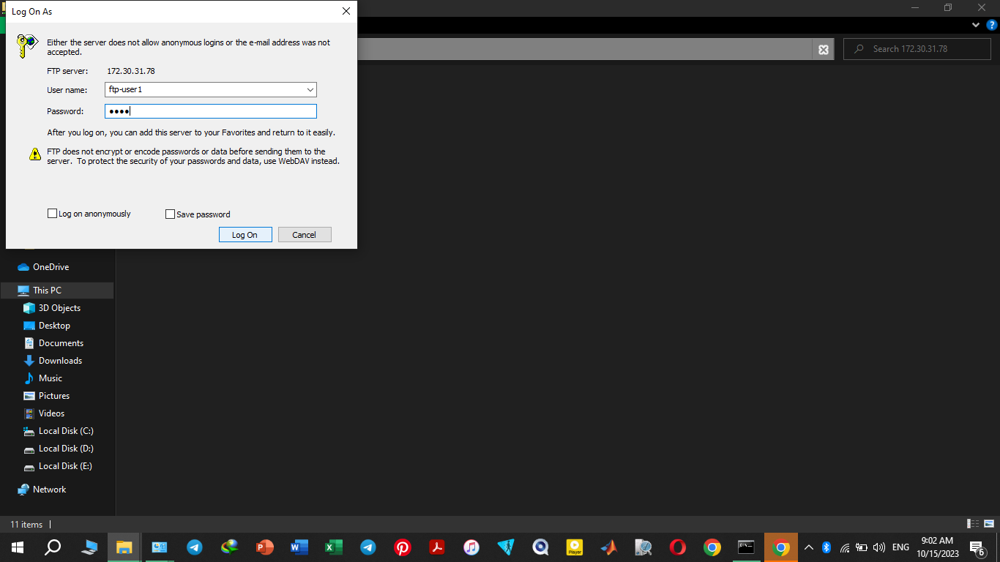 Log On As
Either the server does not allow anonymous logins or the e-mail address was not
accepted.
FTP server: 172.30.31.78
User name: ftp-user1
Password: ●●●●
After you log on, you can add this server to your Favorites and return to it easily.
FTP does not encrypt or encode passwords or data before sending them to the
server. To protect the security of your passwords and data, use WebDAV instead.
Log on anonymously Save password
Log On Cancel
Search 172.30.31.78
OneDrive
This PC
3D Objects
Desktop
Documents
Downloads
Music
Pictures
Videos
Local Disk (C:)
Local Disk (D:)
Local Disk (E:)
Network
11 items
Player
ENG
9:02 AM
10/15/2023
6